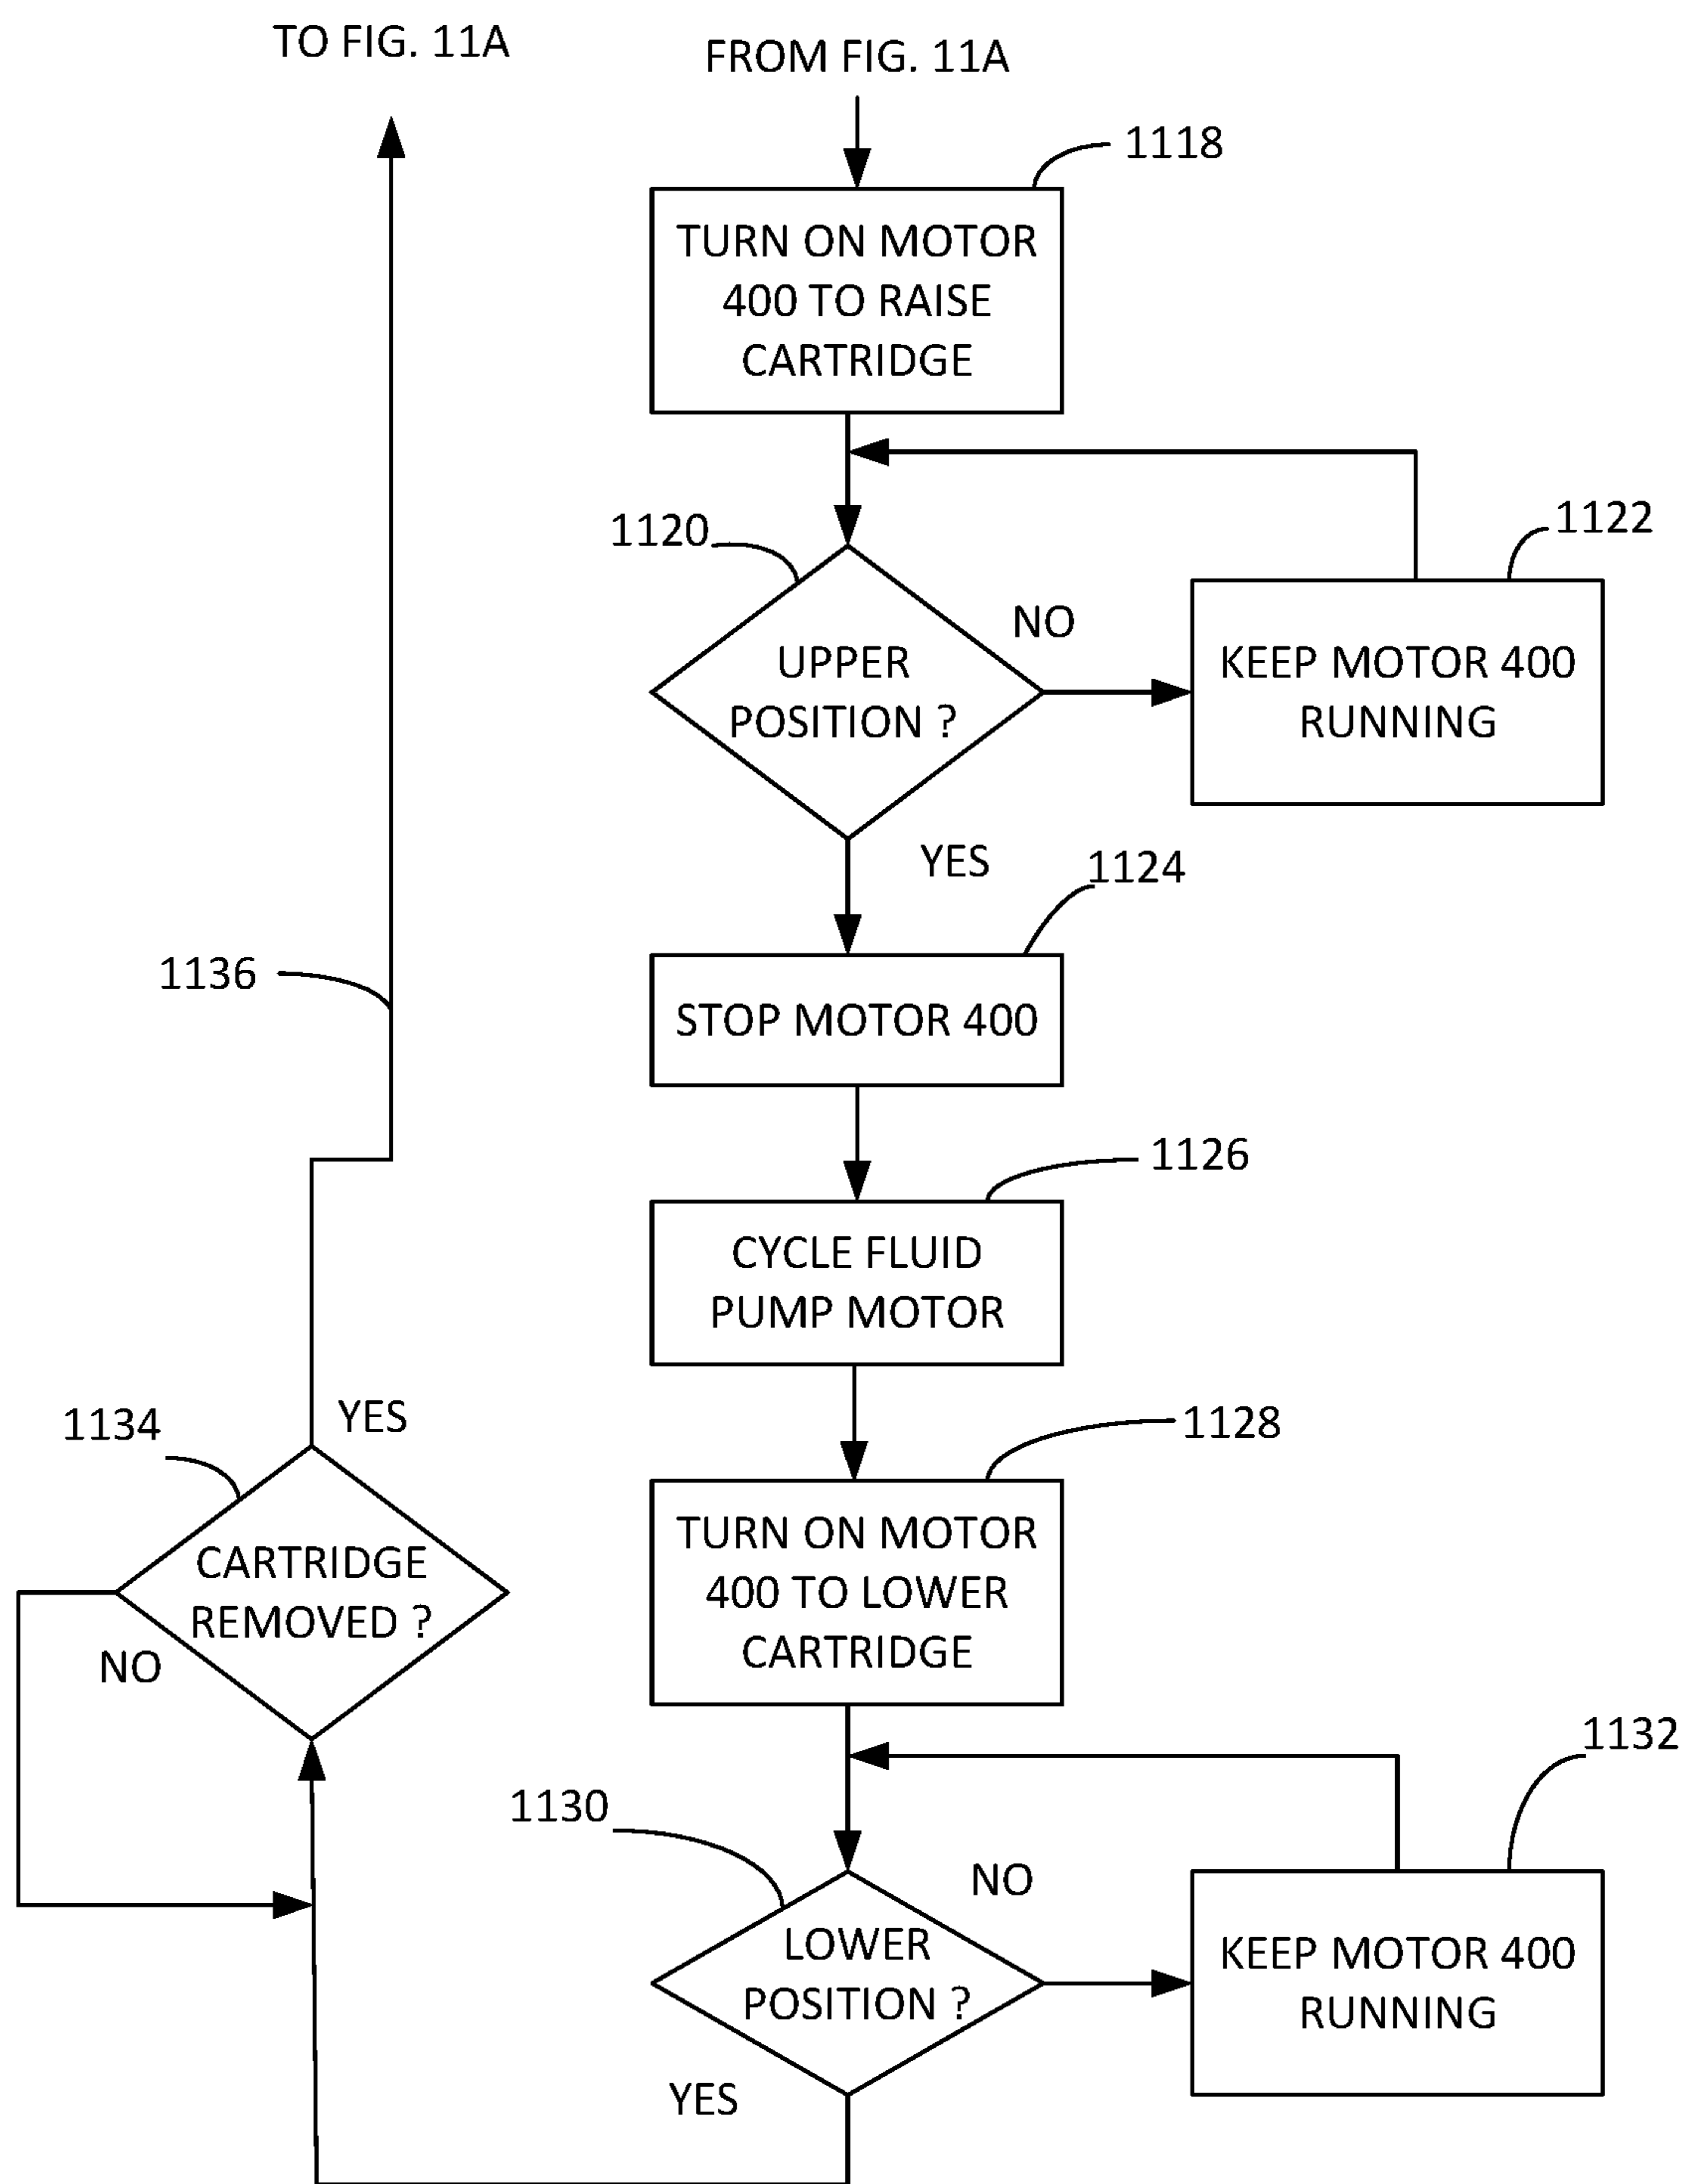 TO FIG. 11A
FROM FIG. 11A
1118
TURN ON MOTOR
400 TO RAISE
CARTRIDGE
1120
1122
NO
UPPER
POSITION ?
KEEP MOTOR 400
RUNNING
YES
1124
1136
STOP MOTOR 400
1126
CYCLE FLUID
PUMP MOTOR
1134
YES
1128
TURN ON MOTOR
400 TO LOWER
CARTRIDGE
CARTRIDGE
REMOVED ?
NO
1132
1130
NO
LOWER
POSITION ?
KEEP MOTOR 400
RUNNING
YES